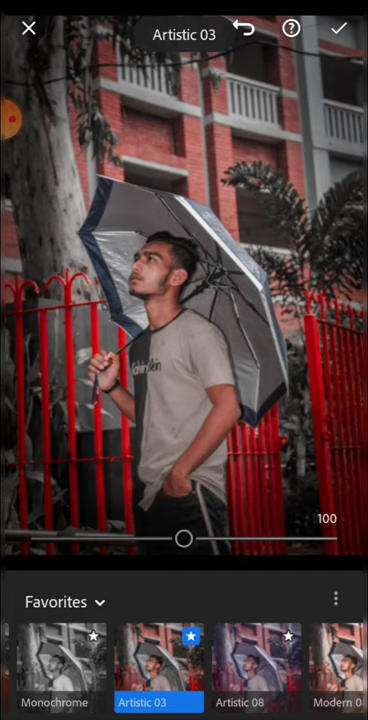 Artistic 03
100
Favorites
Monochrome
Artistic 03
Artistic 08
Modern 0